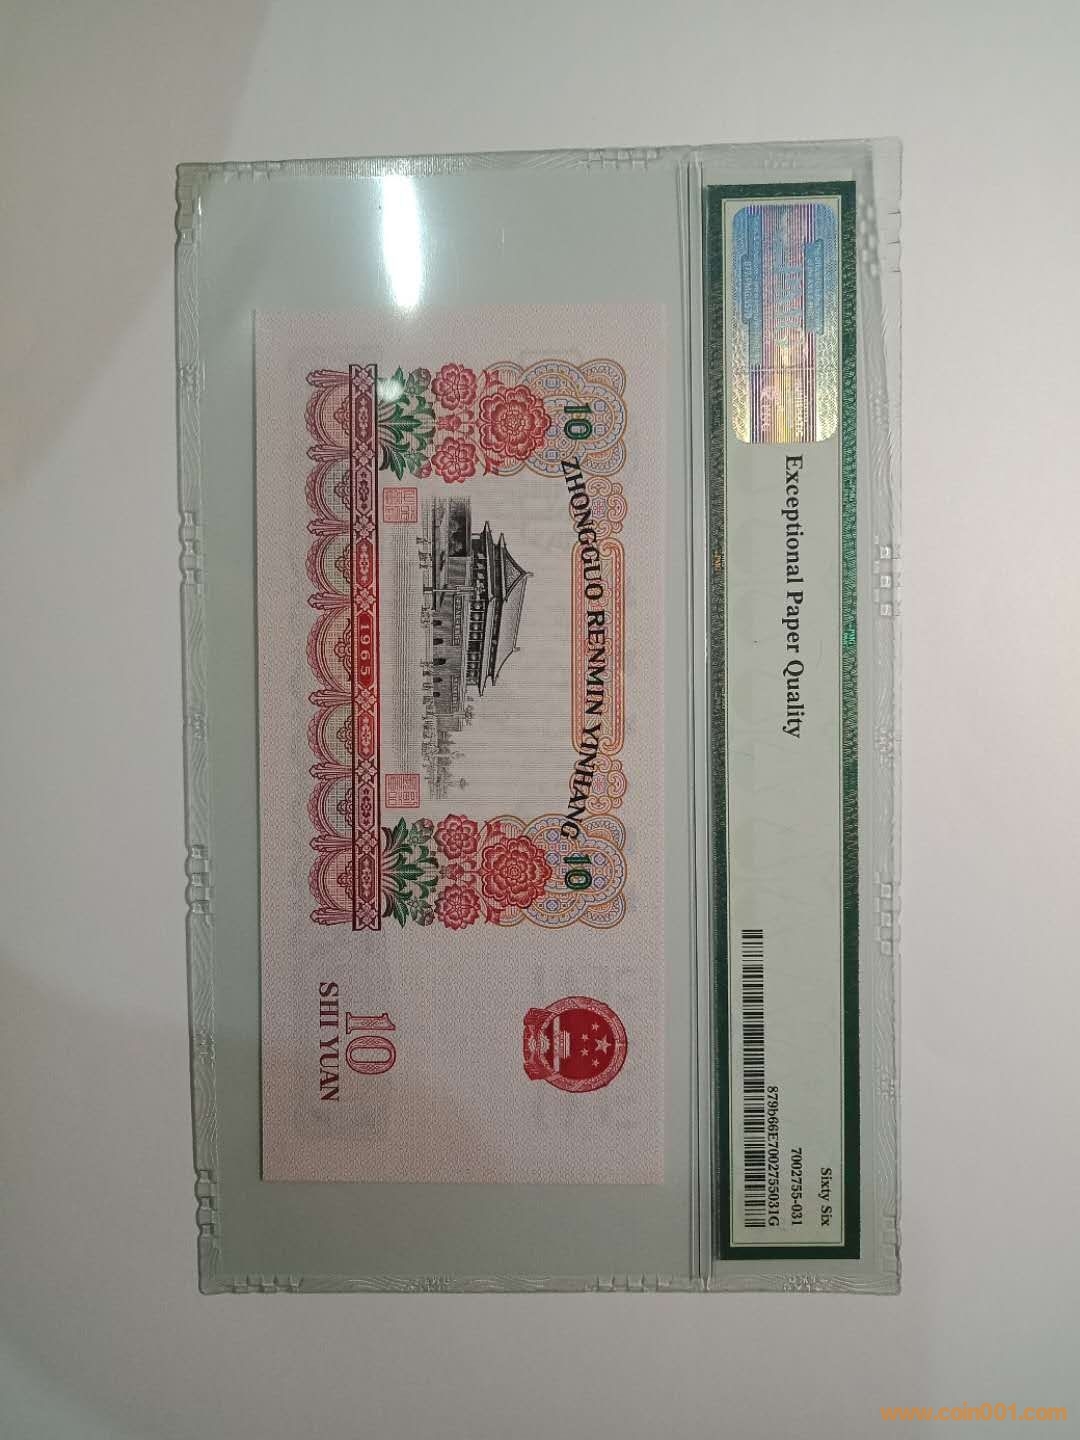 Exceptional Paper Quality
Sixty Six
7002755-031
879b66E7002755031G
10 ZHONGGUO RENMIN YINHANG 10
1965
10
SHI YUAN
www.coin001.com